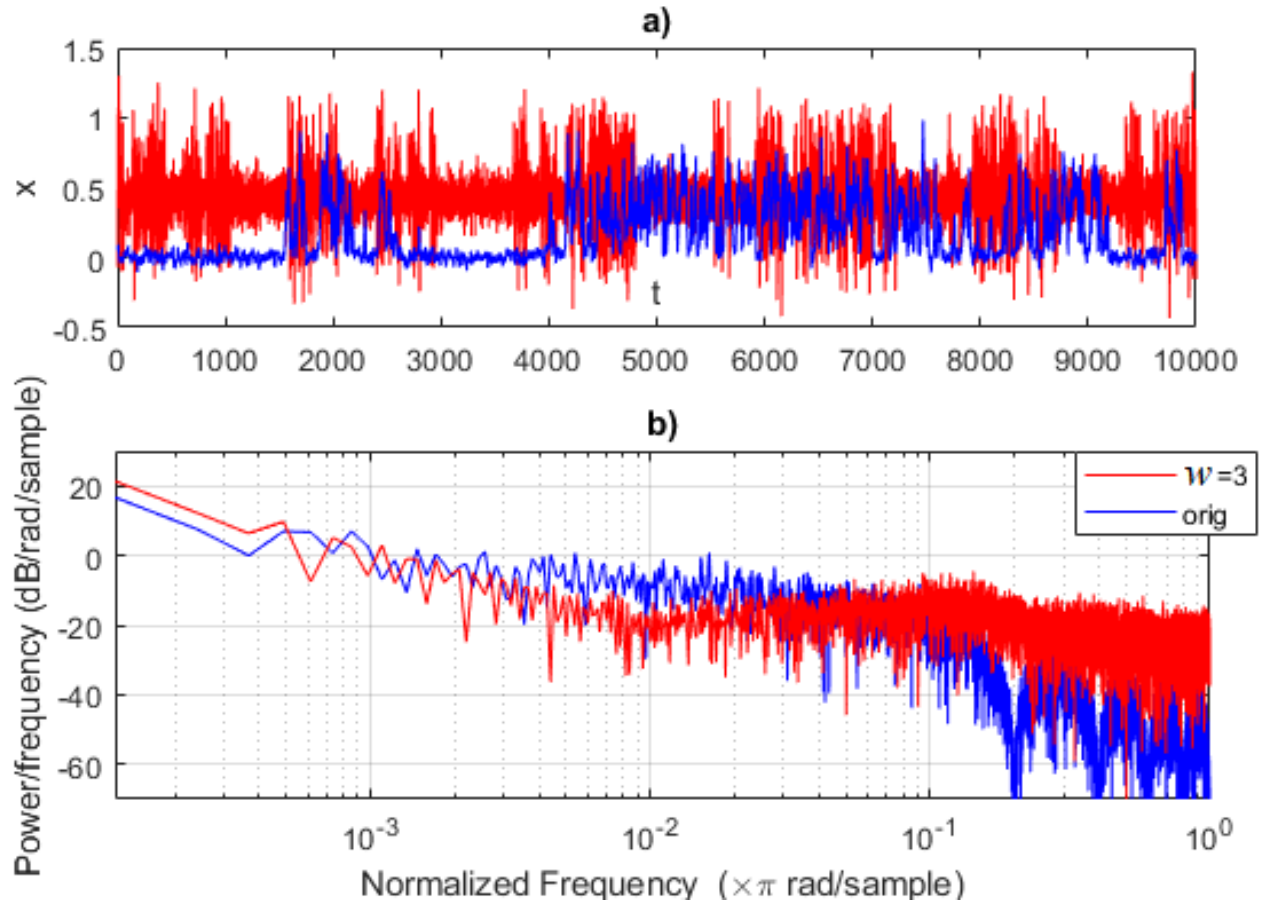 a)
1.5
1
0.5
0
-0.5
x
t
0 1000 2000 3000 4000 5000 6000 7000 8000 9000 10000
b)
20
0
-20
-40
-60
Power/frequency (dB/rad/sample)
w =3
orig
10-3 10-2 10-1 100
Normalized Frequency (×π rad/sample)